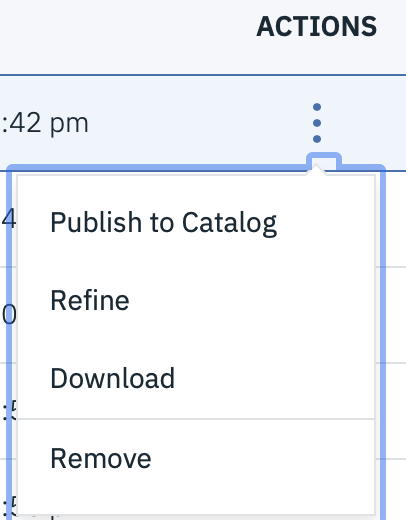 ACTIONS
:42 pm
Publish to Catalog
Refine
Download
Remove